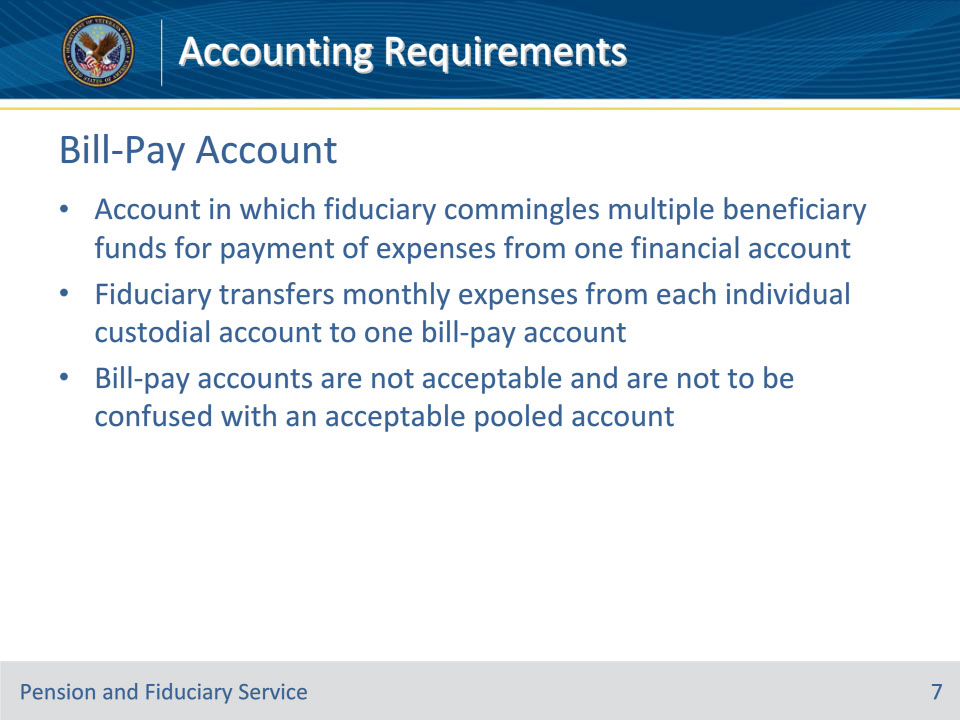 Accounting Requirements
Bill-Pay Account
• Account in which fiduciary commingles multiple beneficiary
funds for payment of expenses from one financial account
• Fiduciary transfers monthly expenses from each individual
custodial account to one bill-pay account
• Bill-pay accounts are not acceptable and are not to be
confused with an acceptable pooled account
Pension and Fiduciary Service
7